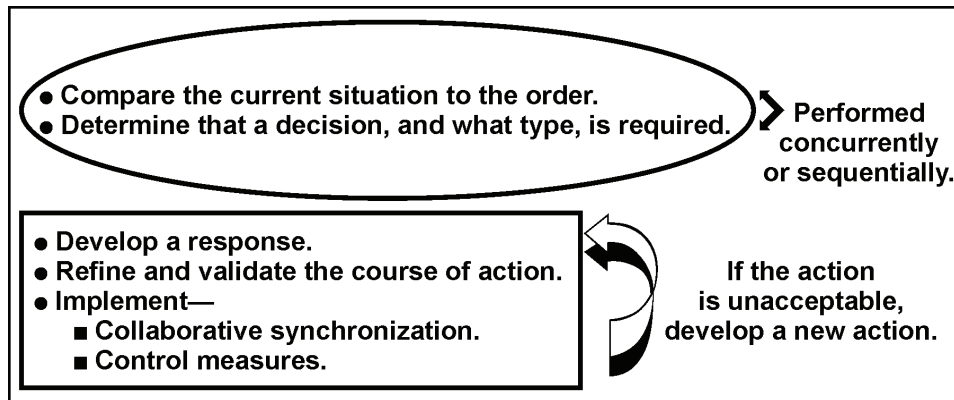 ● Compare the current situation to the order.
● Determine that a decision, and what type, is required.
Performed
concurrently
or sequentially.
● Develop a response.
● Refine and validate the course of action.
● Implement—
■ Collaborative synchronization.
■ Control measures.
If the action
is unacceptable,
develop a new action.